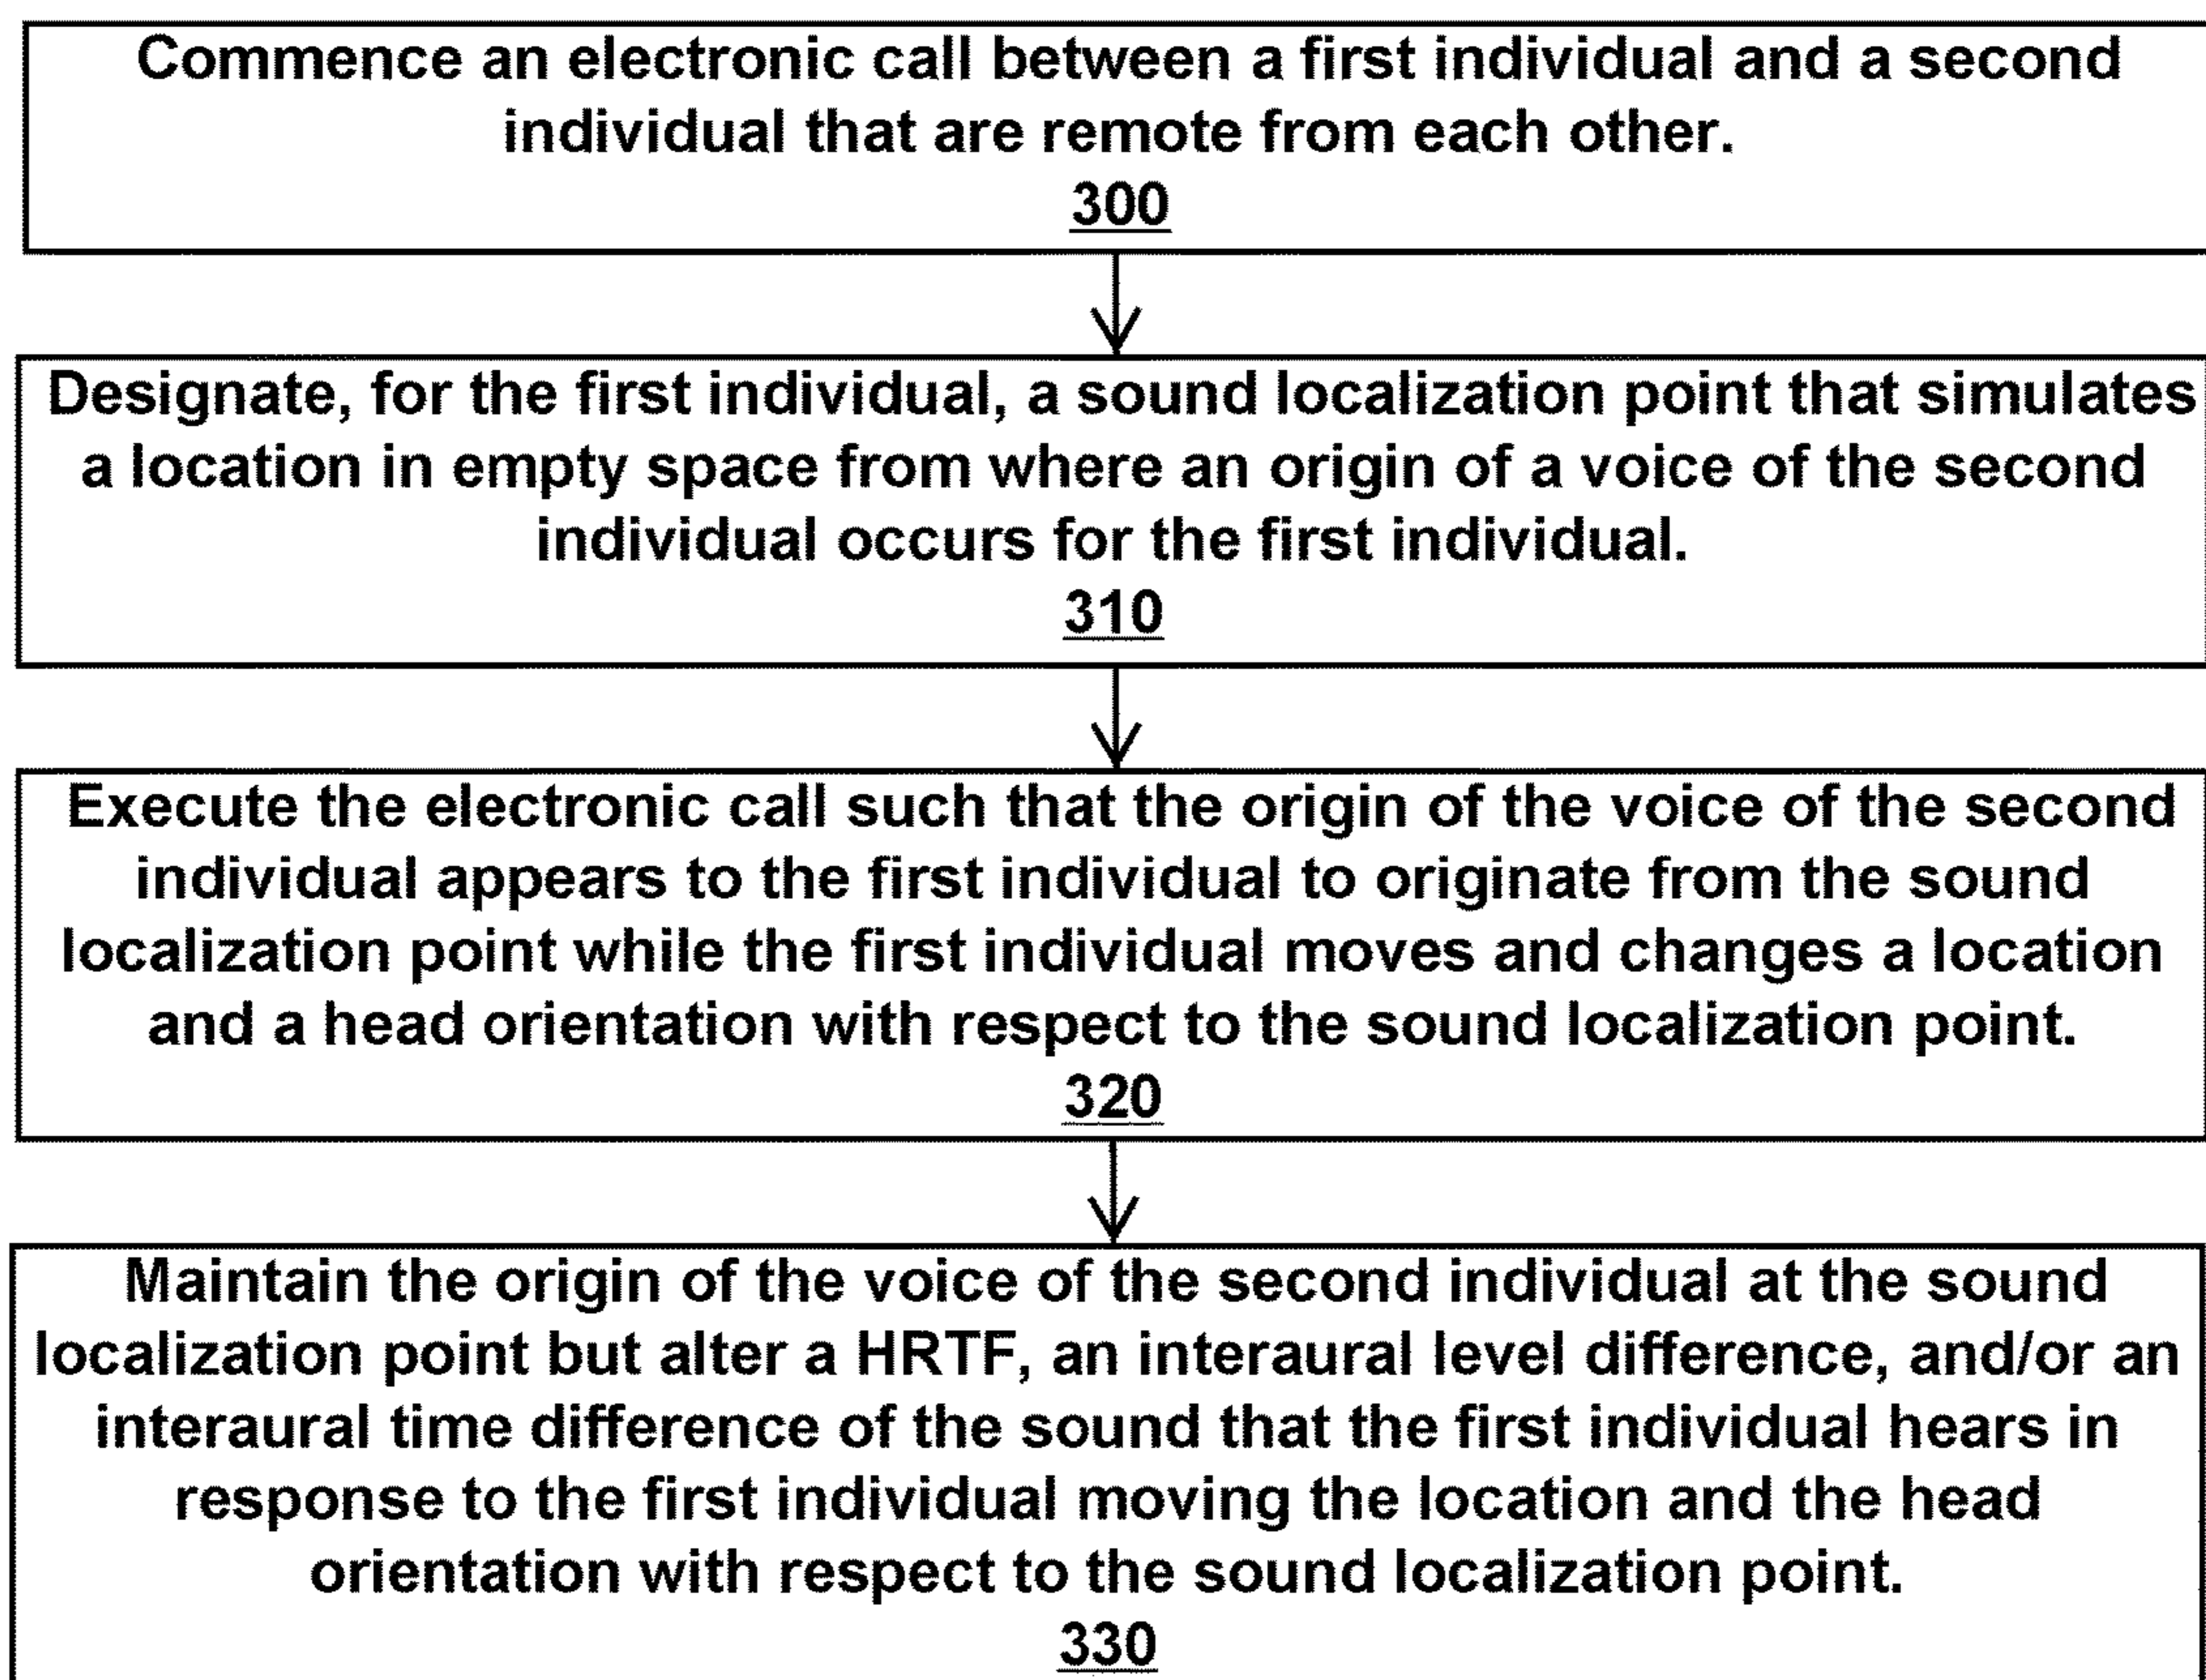 Commence an electronic call between a first individual and a second
individual that are remote from each other.
300
Designate, for the first individual, a sound localization point that simulates
a location in empty space from where an origin of a voice of the second
individual occurs for the first individual.
310
Execute the electronic call such that the origin of the voice of the second
individual appears to the first individual to originate from the sound
localization point while the first individual moves and changes a location
and a head orientation with respect to the sound localization point.
320
Maintain the origin of the voice of the second individual at the sound
localization point but alter a HRTF, an interaural level difference, and/or an
interaural time difference of the sound that the first individual hears in
response to the first individual moving the location and the head
orientation with respect to the sound localization point.
330